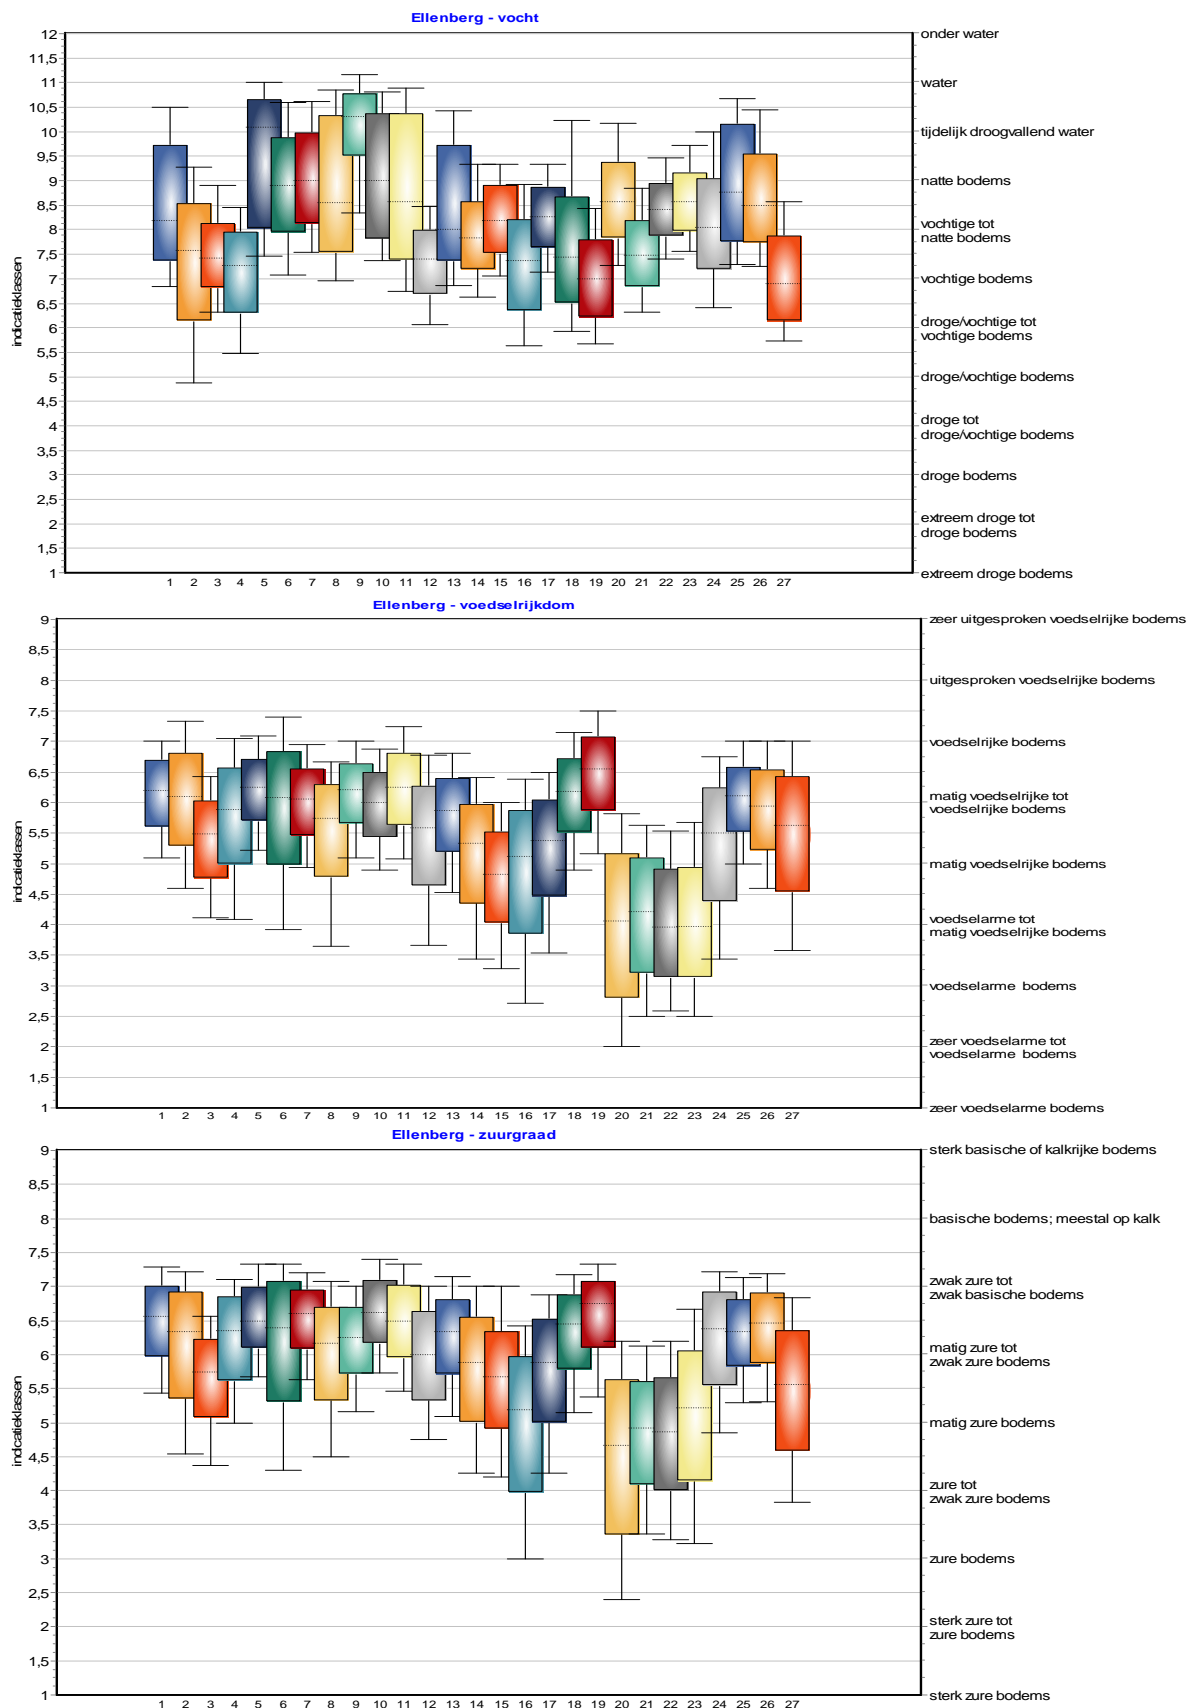 Ellenberg - vocht
indicatieklassen
12
11,5
11
10,5
10
9,5
9
8,5
8
7,5
7
6,5
6
5,5
5
4,5
4
3,5
3
2,5
2
1,5
1
onder water
water
tijdelijk droogvallend water
natte bodems
vochtige tot
natte bodems
vochtige bodems
droge/vochtige tot
vochtige bodems
droge/vochtige bodems
droge tot
droge/vochtige bodems
droge bodems
extreem droge tot
droge bodems
extreem droge bodems
1 2 3 4 5 6 7 8 9 10 11 12 13 14 15 16 17 18 19 20 21 22 23 24 25 26 27
Ellenberg - voedselrijkdom
indicatieklassen
9
8,5
8
7,5
7
6,5
6
5,5
5
4,5
4
3,5
3
2,5
2
1,5
1
zeer uitgesproken voedselrijke bodems
uitgesproken voedselrijke bodems
voedselrijke bodems
matig voedselrijke tot
voedselrijke bodems
matig voedselrijke bodems
voedselarme tot
matig voedselrijke bodems
voedselarme bodems
zeer voedselarme tot
voedselarme bodems
zeer voedselarme bodems
1 2 3 4 5 6 7 8 9 10 11 12 13 14 15 16 17 18 19 20 21 22 23 24 25 26 27
Ellenberg - zuurgraad
indicatieklassen
9
8,5
8
7,5
7
6,5
6
5,5
5
4,5
4
3,5
3
2,5
2
1,5
1
sterk basische of kalkrijke bodems
basische bodems; meestal op kalk
zwak zure tot
zwak basische bodems
matig zure tot
zwak zure bodems
matig zure bodems
zure tot
zwak zure bodems
zure bodems
sterk zure tot
zure bodems
sterk zure bodems
1 2 3 4 5 6 7 8 9 10 11 12 13 14 15 16 17 18 19 20 21 22 23 24 25 26 27